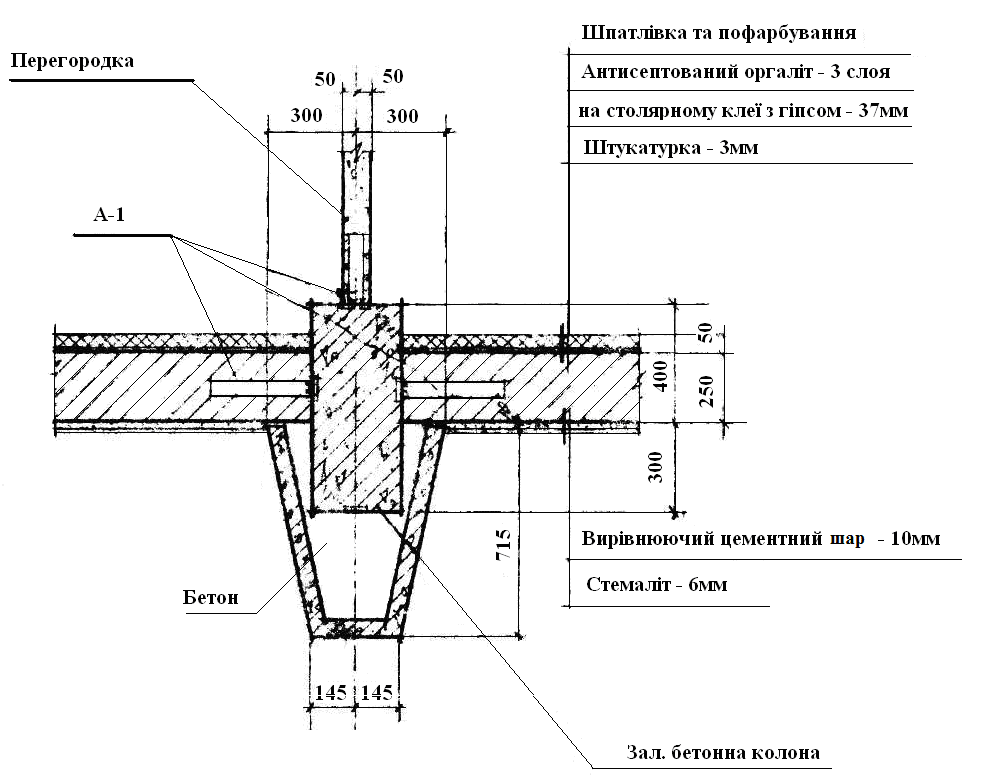 Шпатлівка та пофарбування
Перегородка
Антисептований оргаліт - 3 слоя
50
50
на столярному клеї з гіпсом - 37мм
300
300
Штукатурка - 3мм
А-1
50
400
250
300
715
Вирівнюючий цементний шар - 10мм
Стемаліт - 6мм
Бетон
145
145
Зал. бетонна колона